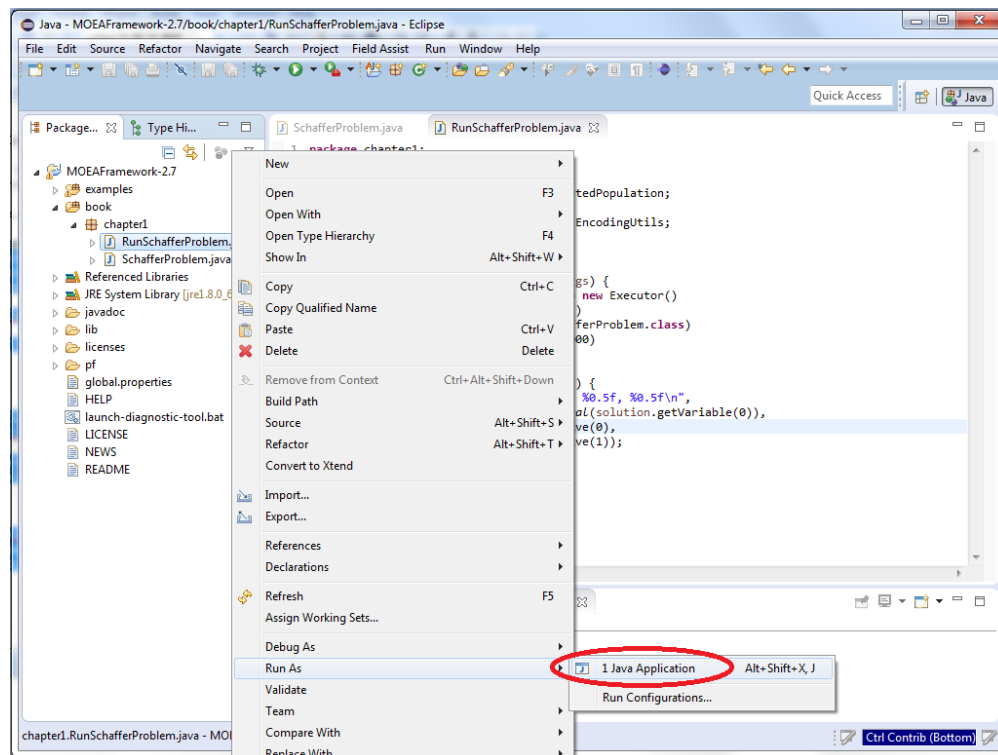 Java - MOEAFramework-2.7/book/chapter1/RunSchafferProblem.java - Eclipse
File Edit Source Refactor Navigate Search Project Field Assist Run Window Help
Quick Access Java
Package... Type Hi...
SchafferProblem.java RunSchafferProblem.java
1 package chapter1;
MOEAFramework-2.7
examples
book
chapter1
RunSchafferProblem.
SchafferProblem.java
Referenced Libraries
JRE System Library [jre1.8.0_6
javadoc
lib
licenses
pf
global.properties
HELP
launch-diagnostic-tool.bat
LICENSE
NEWS
README
New
Open F3
Open With
Open Type Hierarchy F4
Show In Alt+Shift+W
Copy Ctrl+C
Copy Qualified Name
Paste Ctrl+V
Delete Delete
Remove from Context Ctrl+Alt+Shift+Down
Build Path
Source Alt+Shift+S
Refactor Alt+Shift+T
Convert to Xtend
Import...
Export...
References
Declarations
Refresh F5
Assign Working Sets...
Debug As
Run As
Validate
Team
Compare With
Replace With
tedPopulation;
EncodingUtils;
gs) {
new Executor()
)
fferProblem.class)
00)
) {
%0.5f, %0.5f\n",
al(solution.getVariable(0)),
ve(0),
ve(1));
1 Java Application Alt+Shift+X, J
Run Configurations...
chapter1.RunSchafferProblem.java - MOE
Ctrl Contrib (Bottom)